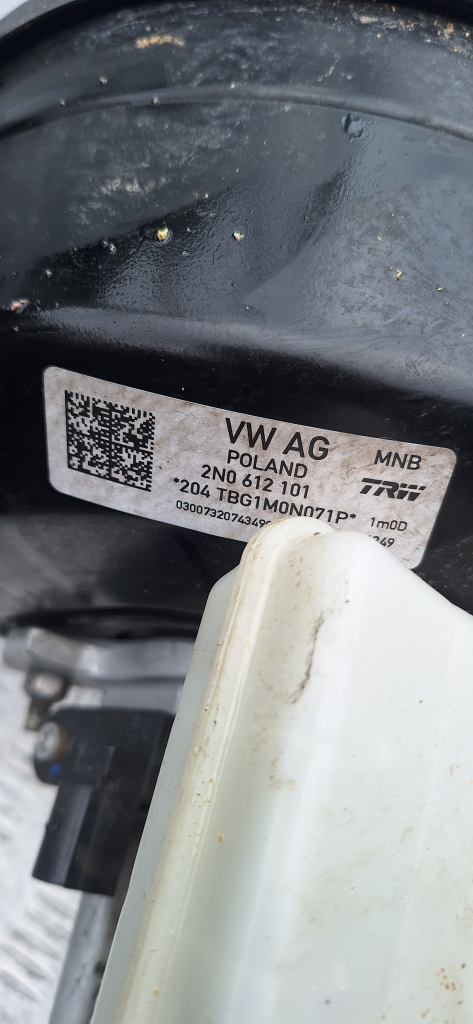 VW AG MNB
POLAND
2N0 612 101 TRW
*204 TBG1M0N071P* 1m0D